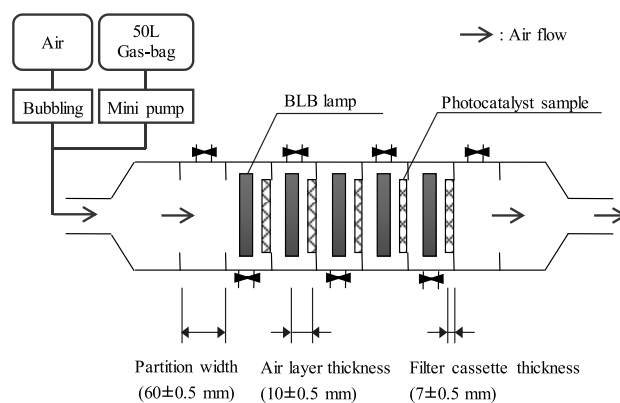 Air
50L
Gas-bag
: Air flow
Bubbling
Mini pump
BLB lamp
Photocatalyst sample
Partition width
(60±0.5 mm)
Air layer thickness
(10±0.5 mm)
Filter cassette thickness
(7±0.5 mm)